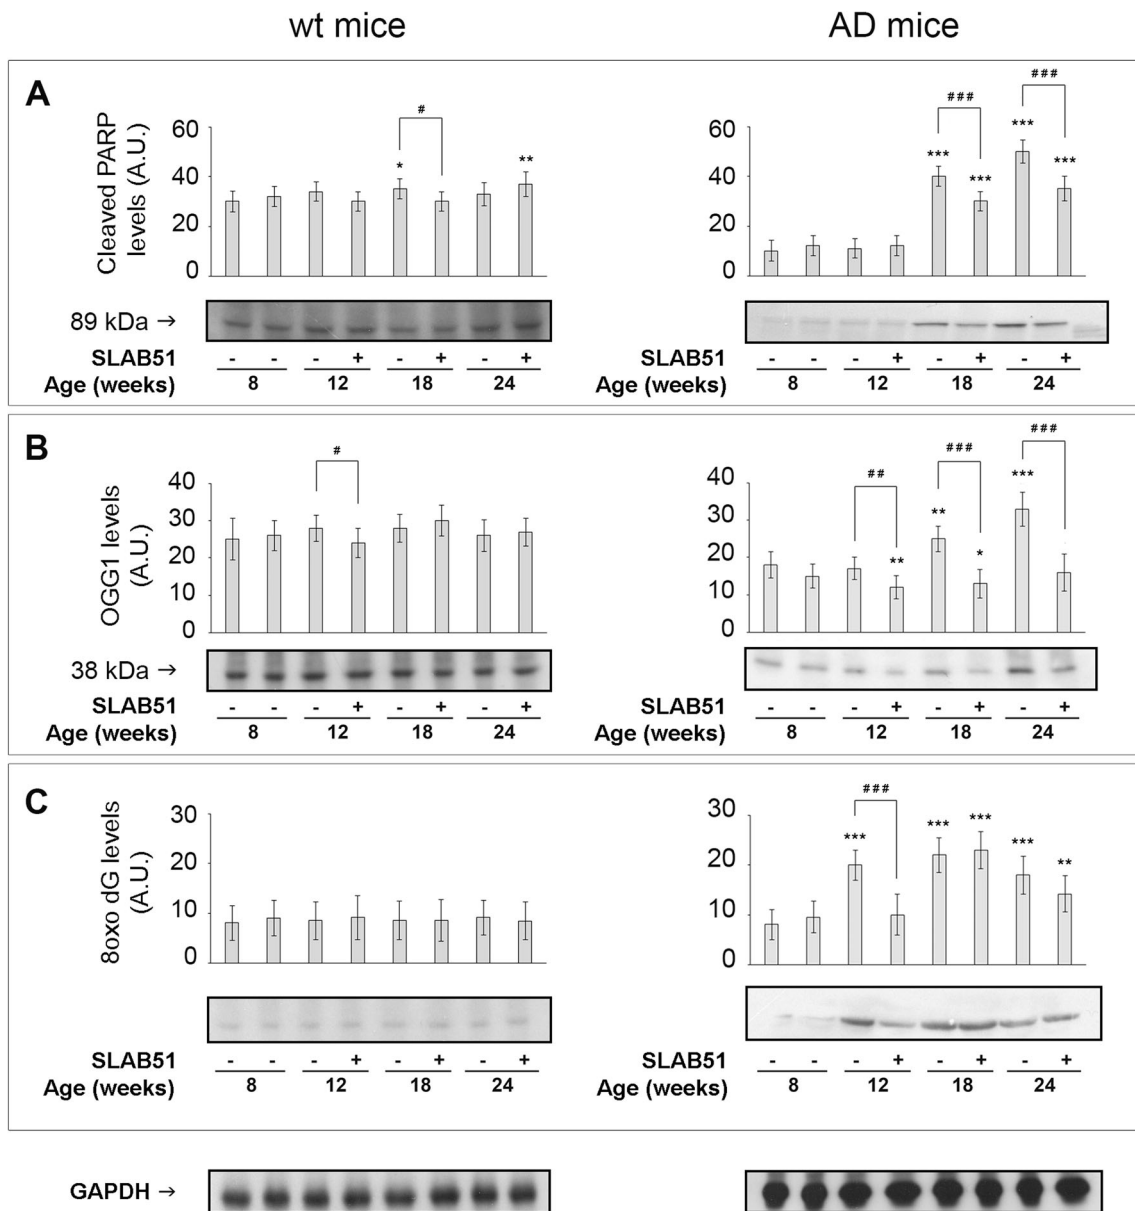 wt mice AD mice
A
Cleaved PARP
levels (A.U.)
60
40
20
0
#
* **
60
40
20
0
###
###
*** *** *** ***
89 kDa →
SLAB51 - - - + - + - + SLAB51 - - - + - + - +
Age (weeks) 8 12 18 24 Age (weeks) 8 12 18 24
B
OGG1 levels
(A.U.)
40
30
20
10
0
#
40
30
20
10
0
##
###
###
** ** * ***
38 kDa →
SLAB51 - - - + - + - + SLAB51 - - - + - + - +
Age (weeks) 8 12 18 24 Age (weeks) 8 12 18 24
C
8oxo dG levels
(A.U.)
30
20
10
0
30
20
10
0
###
*** *** *** *** **
SLAB51 - - - + - + - + SLAB51 - - - + - + - +
Age (weeks) 8 12 18 24 Age (weeks) 8 12 18 24
GAPDH →